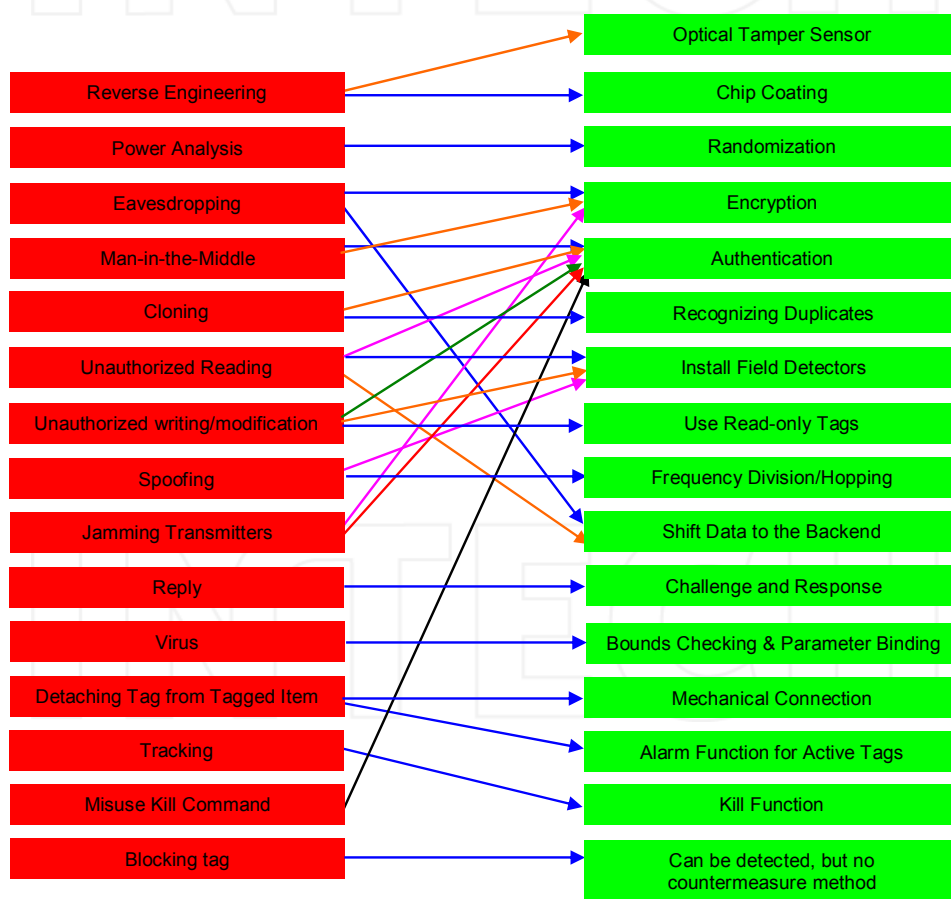 Optical Tamper Sensor
Reverse Engineering
Chip Coating
Power Analysis
Randomization
Eavesdropping
Encryption
Man-in-the-Middle
Authentication
Cloning
Recognizing Duplicates
Unauthorized Reading
Install Field Detectors
Unauthorized writing/modification
Use Read-only Tags
Spoofing
Frequency Division/Hopping
Jamming Transmitters
Shift Data to the Backend
Reply
Challenge and Response
Virus
Bounds Checking & Parameter Binding
Detaching Tag from Tagged Item
Mechanical Connection
Tracking
Alarm Function for Active Tags
Misuse Kill Command
Kill Function
Blocking tag
Can be detected, but no
countermeasure method